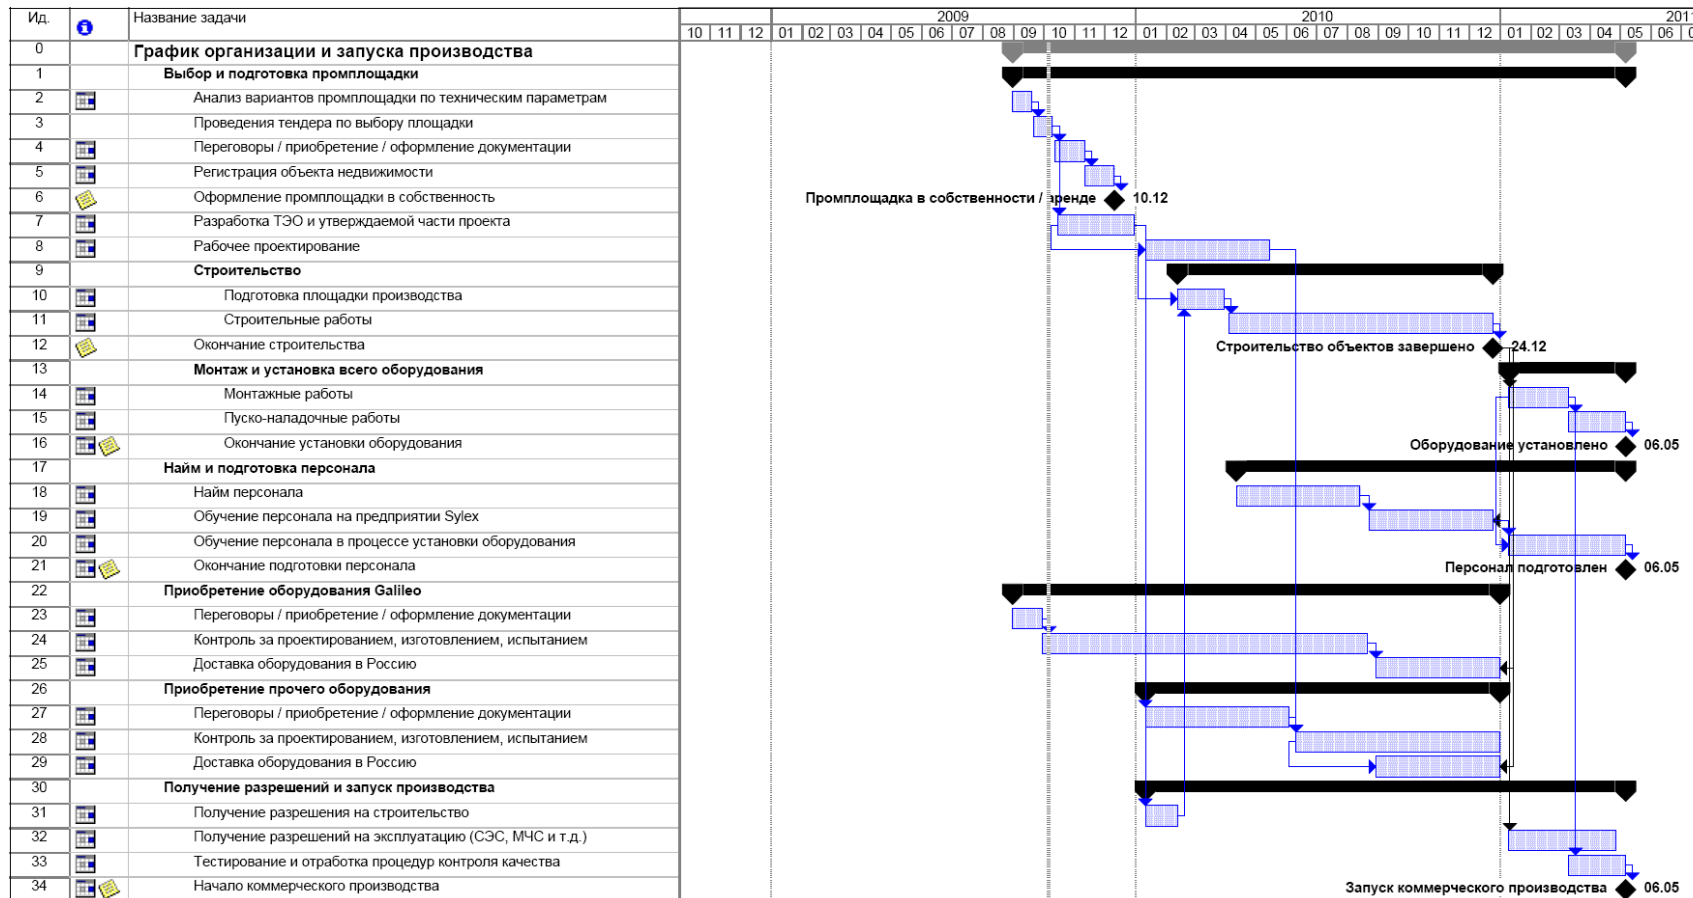 Ид. Название задачи 2009 2010 2011
10 11 12 01 02 03 04 05 06 07 08 09 10 11 12 01 02 03 04 05 06 07 08 09 10 11 12 01 02 03 04 05 06 0
0 График организации и запуска производства
1 Выбор и подготовка промплощадки
2 Анализ вариантов промплощадки по техническим параметрам
3 Проведения тендера по выбору площадки
4 Переговоры / приобретение / оформление документации
5 Регистрация объекта недвижимости
6 Оформление промплощадки в собственность Промплощадка в собственности / аренде 10.12
7 Разработка ТЭО и утверждаемой части проекта
8 Рабочее проектирование
9 Строительство
10 Подготовка площадки производства
11 Строительные работы
12 Окончание строительства Строительство объектов завершено 24.12
13 Монтаж и установка всего оборудования
14 Монтажные работы
15 Пуско-наладочные работы
16 Окончание установки оборудования Оборудование установлено 06.05
17 Найм и подготовка персонала
18 Найм персонала
19 Обучение персонала на предприятии Sylex
20 Обучение персонала в процессе установки оборудования
21 Окончание подготовки персонала Персонал подготовлен 06.05
22 Приобретение оборудования Galileo
23 Переговоры / приобретение / оформление документации
24 Контроль за проектированием, изготовлением, испытанием
25 Доставка оборудования в Россию
26 Приобретение прочего оборудования
27 Переговоры / приобретение / оформление документации
28 Контроль за проектированием, изготовлением, испытанием
29 Доставка оборудования в Россию
30 Получение разрешений и запуск производства
31 Получение разрешения на строительство
32 Получение разрешений на эксплуатацию (СЭС, МЧС и т.д.)
33 Тестирование и отработка процедур контроля качества
34 Начало коммерческого производства Запуск коммерческого производства 06.05